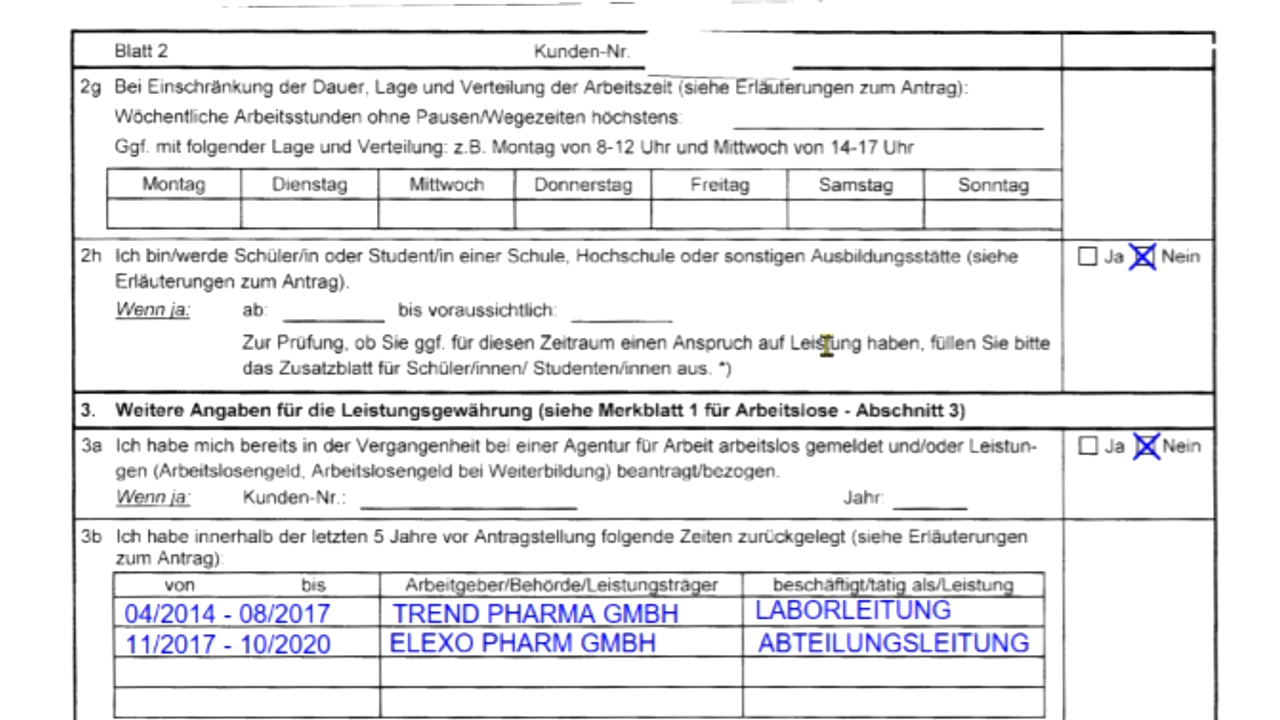 Blatt 2 Kunden-Nr.
2g Bei Einschränkung der Dauer, Lage und Verteilung der Arbeitszeit (siehe Erläuterungen zum Antrag):
Wöchentliche Arbeitsstunden ohne Pausen/Wegezeiten höchstens:
Ggf. mit folgender Lage und Verteilung: z.B. Montag von 8-12 Uhr und Mittwoch von 14-17 Uhr
Montag Dienstag Mittwoch Donnerstag Freitag Samstag Sonntag
2h Ich bin/werde Schüler/in oder Student/in einer Schule, Hochschule oder sonstigen Ausbildungsstätte (siehe Ja Nein
Erläuterungen zum Antrag).
Wenn ja: ab: bis voraussichtlich:
Zur Prüfung, ob Sie ggf. für diesen Zeitraum einen Anspruch auf Leistung haben, füllen Sie bitte
das Zusatzblatt für Schüler/innen/ Studenten/innen aus. *)
3. Weitere Angaben für die Leistungsgewährung (siehe Merkblatt 1 für Arbeitslose - Abschnitt 3)
3a Ich habe mich bereits in der Vergangenheit bei einer Agentur für Arbeit arbeitslos gemeldet und/oder Leistun- Ja Nein
gen (Arbeitslosengeld, Arbeitslosengeld bei Weiterbildung) beantragt/bezogen.
Wenn ja: Kunden-Nr.: Jahr:
3b Ich habe innerhalb der letzten 5 Jahre vor Antragstellung folgende Zeiten zurückgelegt (siehe Erläuterungen
zum Antrag):
von bis Arbeitgeber/Behörde/Leistungsträger beschäftigt/tätig als/Leistung
04/2014 - 08/2017 TREND PHARMA GMBH LABORLEITUNG
11/2017 - 10/2020 ELEXO PHARM GMBH ABTEILUNGSLEITUNG